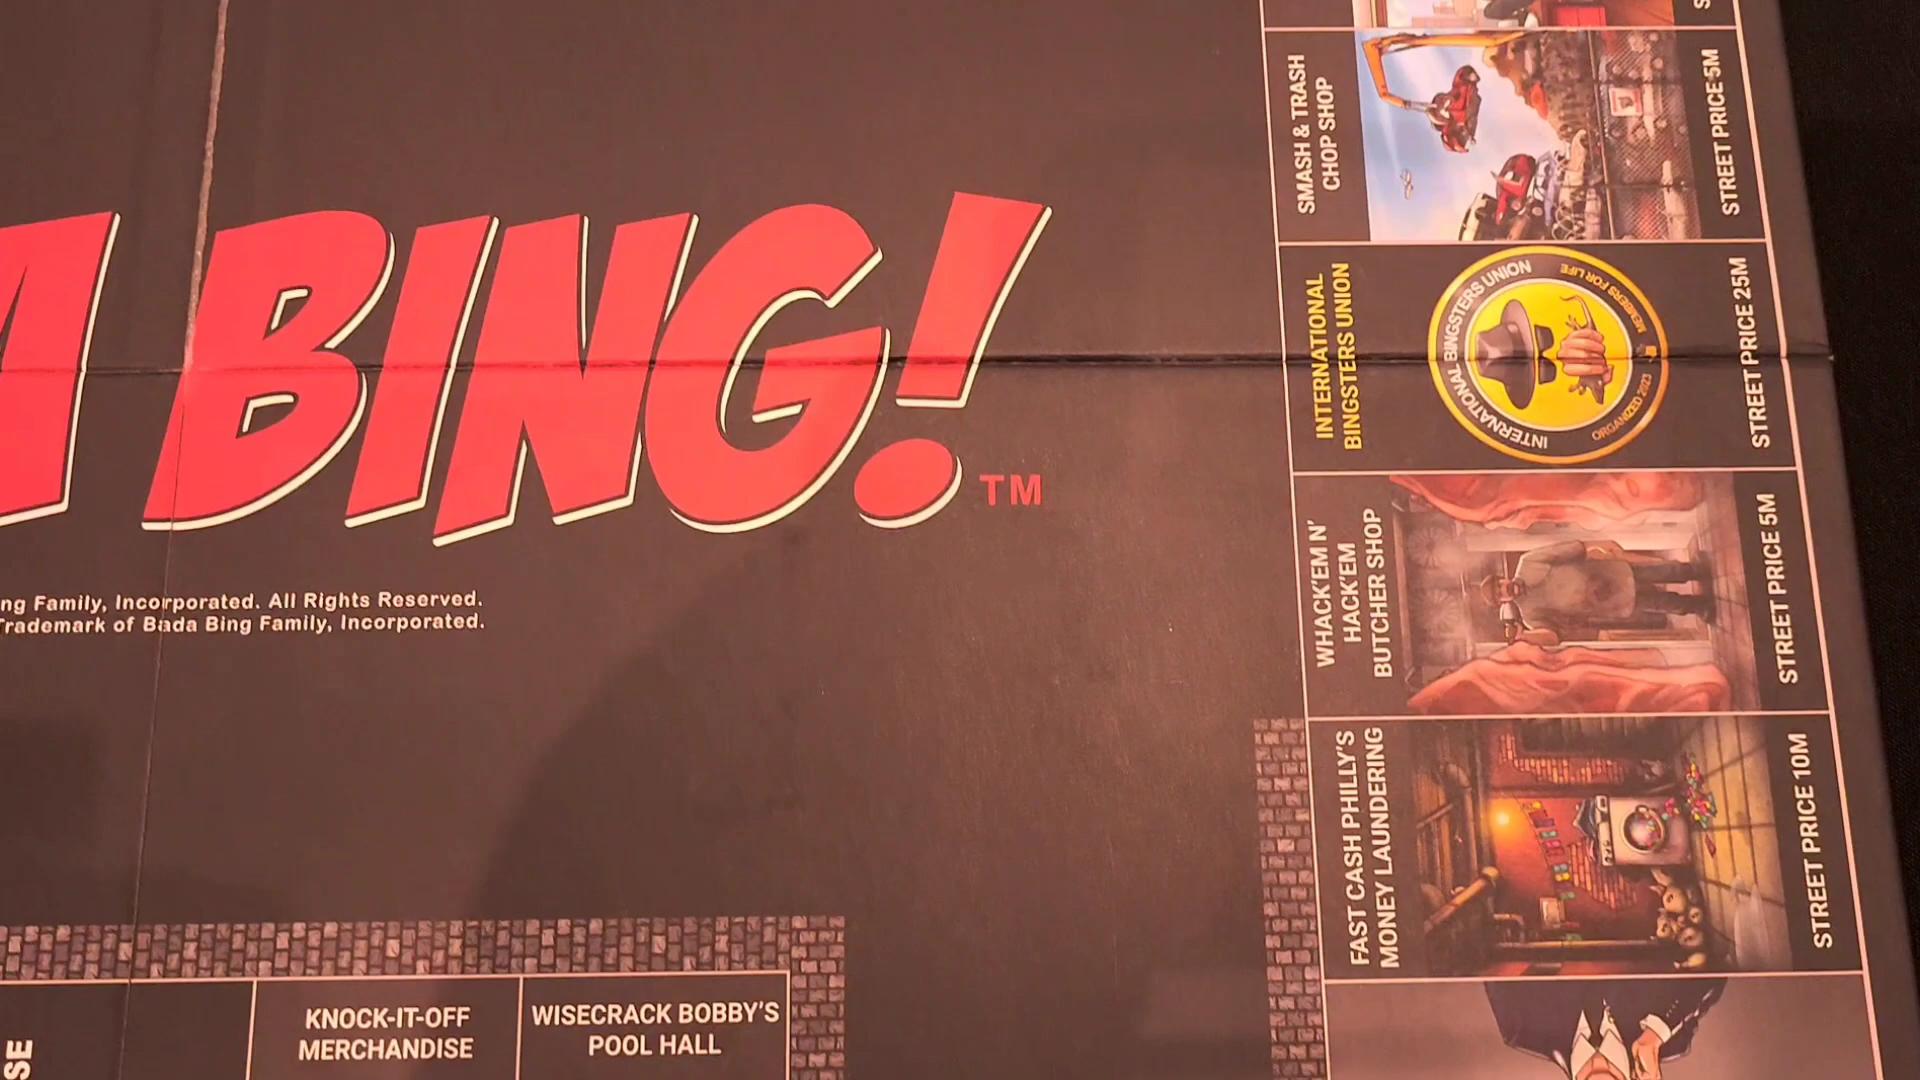 BING!
TM
ng Family, Incorporated. All Rights Reserved.
Trademark of Bada Bing Family, Incorporated.
SMASH & TRASH
CHOP SHOP
STREET PRICE 5M
INTERNATIONAL
BINGSTERS UNION
INTERNATIONAL BINGSTERS UNION
MEMBERS FOR LIFE
ORGANIZED 2023
STREET PRICE 25M
WHACK'EM N'
HACK'EM
BUTCHER SHOP
STREET PRICE 5M
FAST CASH PHILLY'S
MONEY LAUNDERING
STREET PRICE 10M
SE
KNOCK-IT-OFF
MERCHANDISE
WISECRACK BOBBY'S
POOL HALL